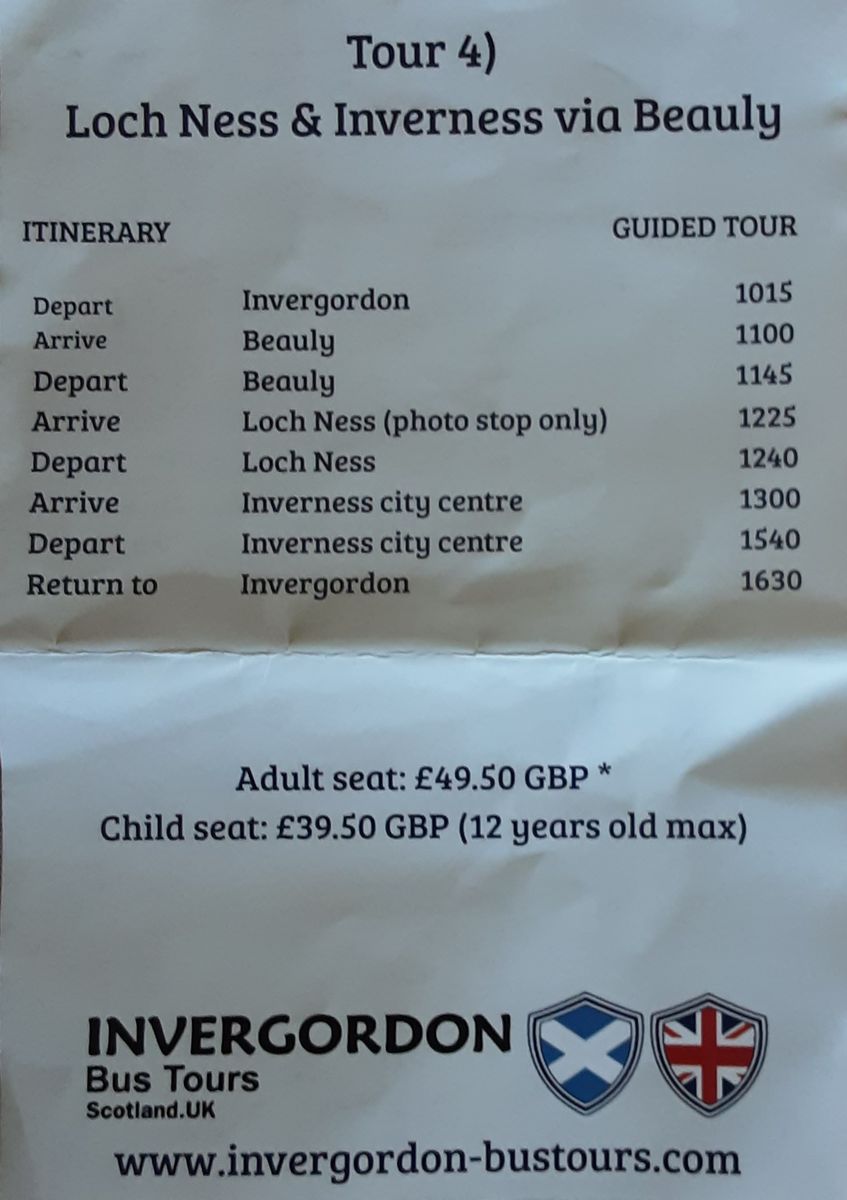 Tour 4)
Loch Ness & Inverness via Beauly
ITINERARY GUIDED TOUR
Depart Invergordon 1015
Arrive Beauly 1100
Depart Beauly 1145
Arrive Loch Ness (photo stop only) 1225
Depart Loch Ness 1240
Arrive Inverness city centre 1300
Depart Inverness city centre 1540
Return to Invergordon 1630
Adult seat: £49.50 GBP *
Child seat: £39.50 GBP (12 years old max)
INVERGORDON
Bus Tours
Scotland.UK
www.invergordon-bustours.com